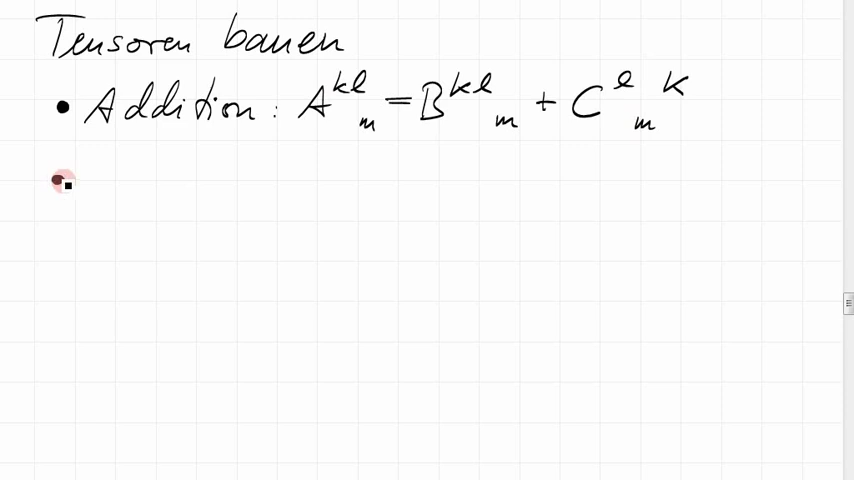 Tensoren bauen
• Addition: A^{kl}_m = B^{kl}_m + C^l_m^k